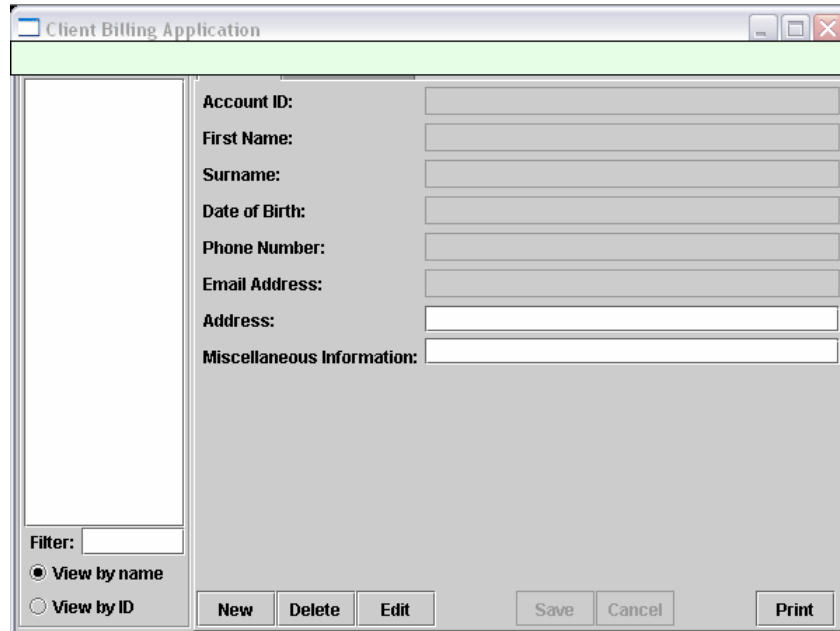 Client Billing Application
Account ID:
First Name:
Surname:
Date of Birth:
Phone Number:
Email Address:
Address:
Miscellaneous Information:
Filter:
View by name
View by ID
New Delete Edit Save Cancel Print